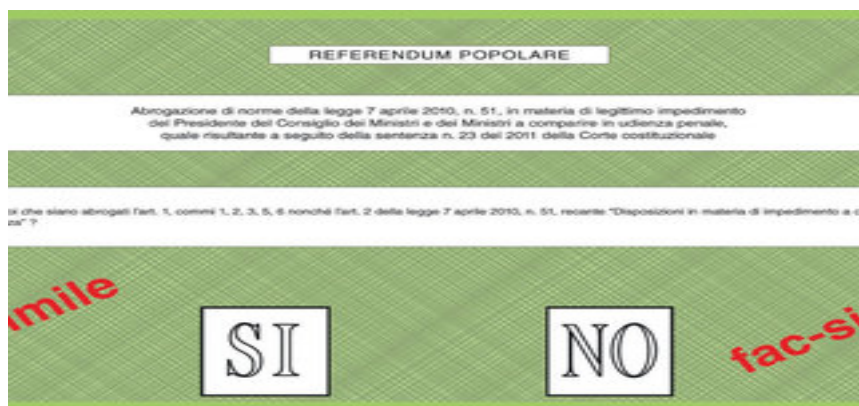 REFERENDUM POPOLARE
Abrogazione di norme della legge 7 aprile 2010, n. 51, in materia di legittimo impedimento
del Presidente del Consiglio dei Ministri e dei Ministri a comparire in udienza penale,
quale risultante a seguito della sentenza n. 23 del 2011 della Corte costituzionale
oi che siano abrogati l'art. 1, commi 1, 2, 3, 5, 6 nonché l'art. 2 della legge 7 aprile 2010, n. 51, recante "Disposizioni in materia di impedimento a c
za" ?
imile
SI
NO
fac-si